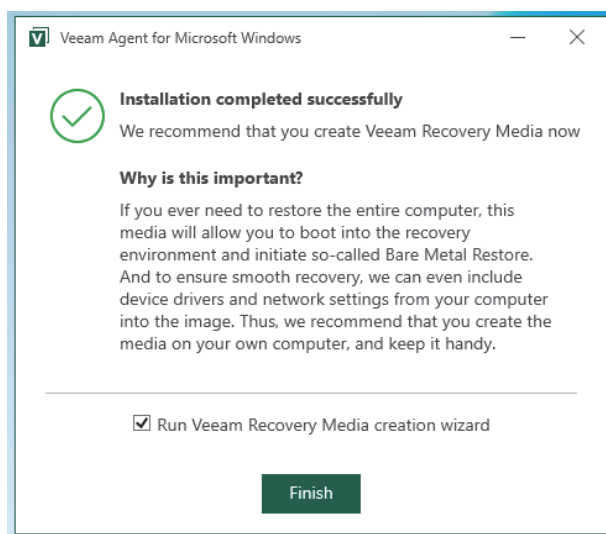 V Veeam Agent for Microsoft Windows
Installation completed successfully
We recommend that you create Veeam Recovery Media now
Why is this important?
If you ever need to restore the entire computer, this
media will allow you to boot into the recovery
environment and initiate so-called Bare Metal Restore.
And to ensure smooth recovery, we can even include
device drivers and network settings from your computer
into the image. Thus, we recommend that you create the
media on your own computer, and keep it handy.
Run Veeam Recovery Media creation wizard
Finish